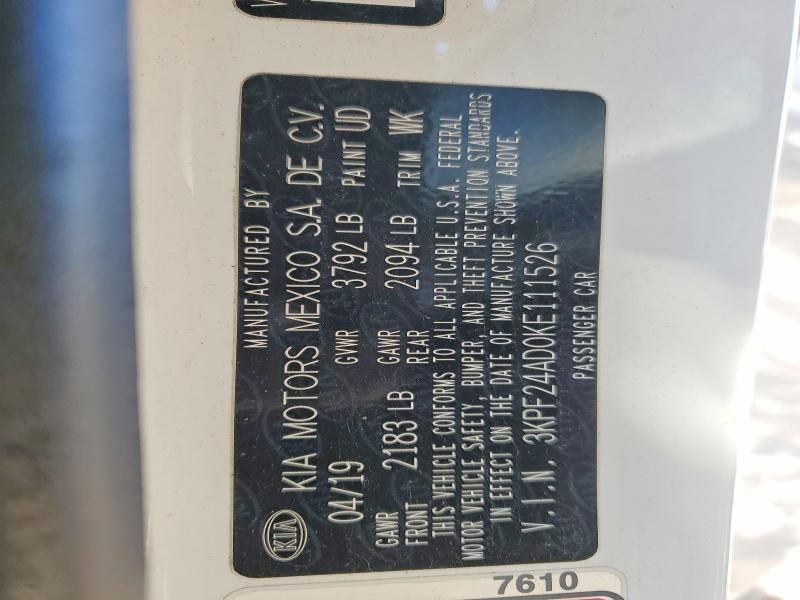 MANUFACTURED BY
KIA KIA MOTORS MEXICO S.A. DE C.V.
04/19 GVWR 3792 LB PAINT UD
GAWR FRONT 2183 LB GAWR REAR 2094 LB TRIM WK
THIS VEHICLE CONFORMS TO ALL APPLICABLE U.S.A. FEDERAL
MOTOR VEHICLE SAFETY, BUMPER, AND THEFT PREVENTION STANDARDS
IN EFFECT ON THE DATE OF MANUFACTURE SHOWN ABOVE.
V.I.N. 3KPF24AD0KE111526
PASSENGER CAR
7610